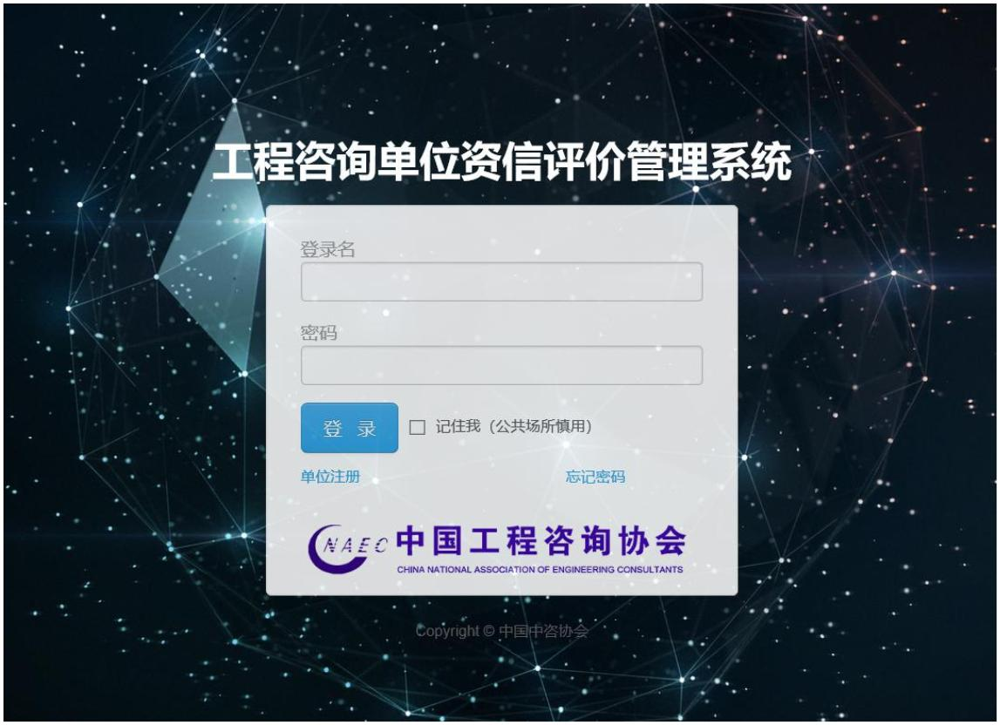 工程咨询单位资信评价管理系统
登录名
密码
登 录 记住我（公共场所慎用）
单位注册 忘记密码
CNAEC 中国工程咨询协会
CHINA NATIONAL ASSOCIATION OF ENGINEERING CONSULTANTS
Copyright © 中国中咨协会